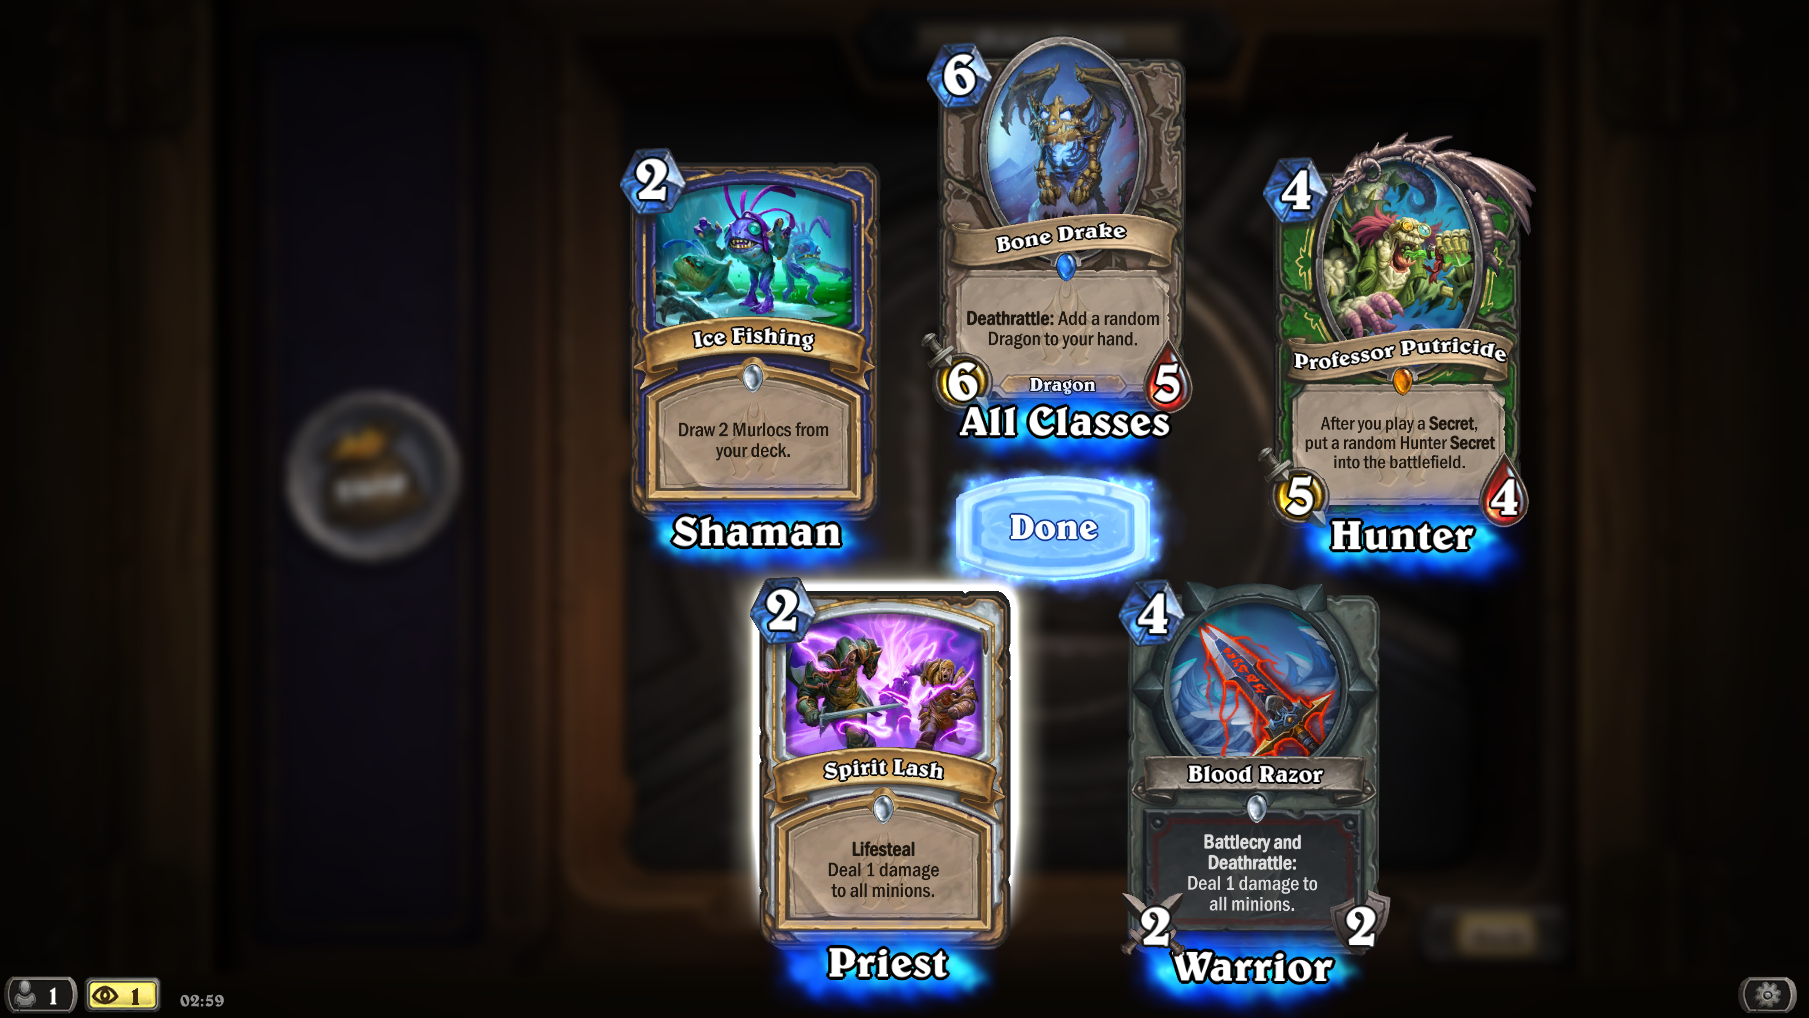 6
Bone Drake
Deathrattle: Add a random
Dragon to your hand.
6
Dragon
5
All Classes
2
Ice Fishing
Draw 2 Murlocs from
your deck.
Shaman
4
Professor Putricide
After you play a Secret,
put a random Hunter Secret
into the battlefield.
5
4
Hunter
Done
2
Spirit Lash
Lifesteal
Deal 1 damage
to all minions.
Priest
4
Blood Razor
Battlecry and
Deathrattle:
Deal 1 damage to
all minions.
2
2
Warrior
1
1
02:59